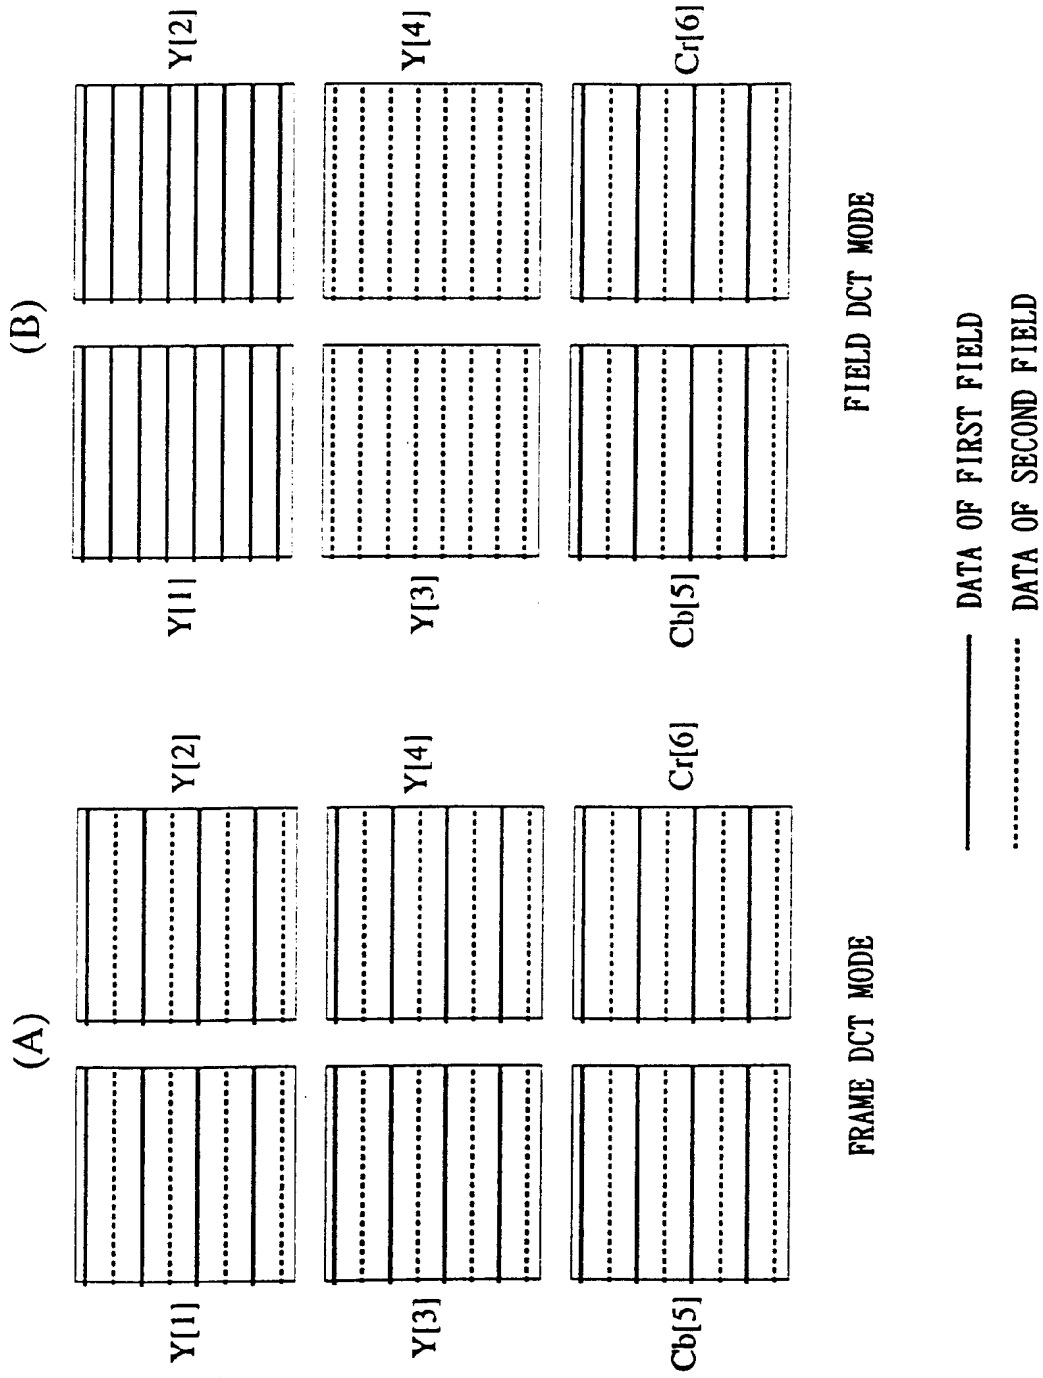 (A)
Y[1]
Y[2]
Y[3]
Y[4]
Cb[5]
Cr[6]
FRAME DCT MODE
(B)
Y[1]
Y[2]
Y[3]
Y[4]
Cb[5]
Cr[6]
FIELD DCT MODE
DATA OF FIRST FIELD
DATA OF SECOND FIELD